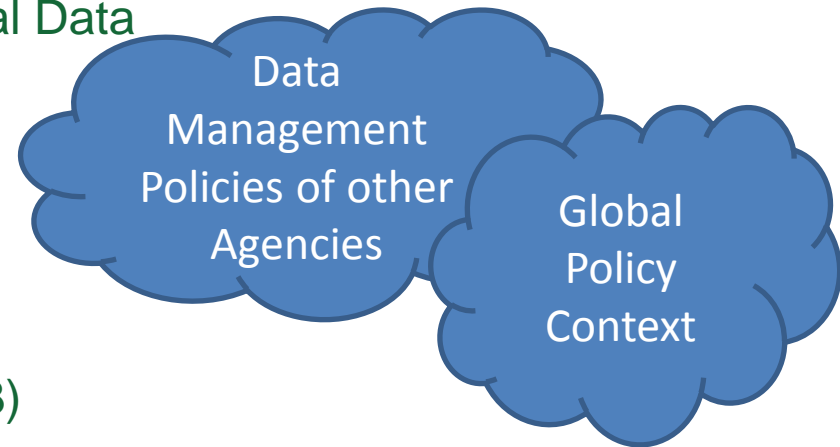 al Data
Data
Management
Policies of other
Agencies
Global
Policy
Context
3)